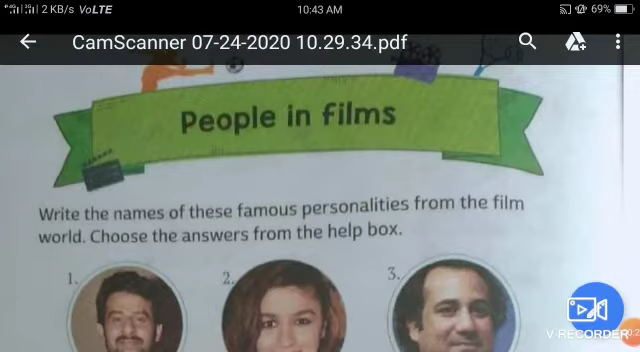 2 KB/s VoLTE 10:43 AM 69%
CamScanner 07-24-2020 10.29.34.pdf
People in films
Write the names of these famous personalities from the film
world. Choose the answers from the help box.
1. 2. 3.
V RECORDER